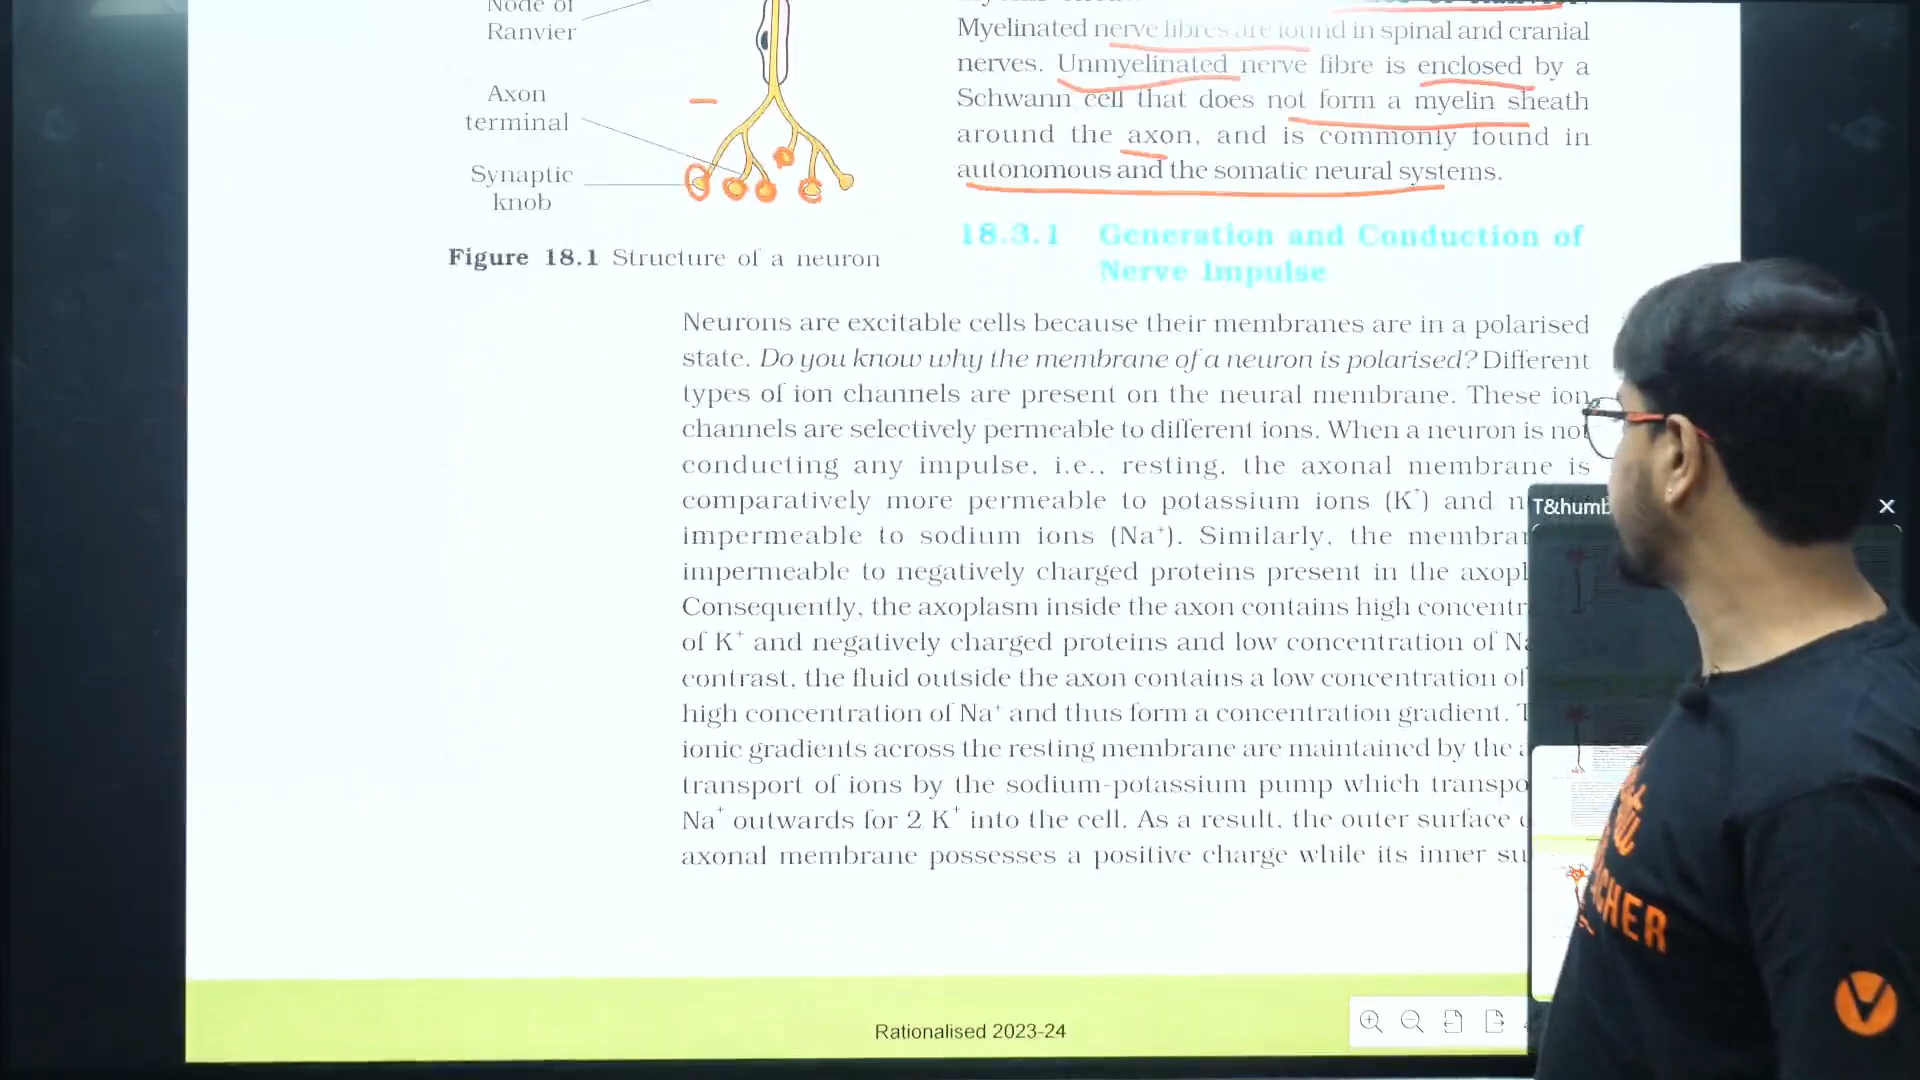 Node of
Ranvier
Axon
terminal
Synaptic
knob
Figure 18.1 Structure of a neuron
Myelinated nerve fibres are found in spinal and cranial
nerves. Unmyelinated nerve fibre is enclosed by a
Schwann cell that does not form a myelin sheath
around the axon, and is commonly found in
autonomous and the somatic neural systems.
18.3.1 Generation and Conduction of
Nerve Impulse
Neurons are excitable cells because their membranes are in a polarised
state. Do you know why the membrane of a neuron is polarised? Different
types of ion channels are present on the neural membrane. These ion
channels are selectively permeable to different ions. When a neuron is not
conducting any impulse, i.e., resting, the axonal membrane is
comparatively more permeable to potassium ions (K⁺) and n
impermeable to sodium ions (Na⁺). Similarly, the membra
impermeable to negatively charged proteins present in the axopl
Consequently, the axoplasm inside the axon contains high concentr
of K⁺ and negatively charged proteins and low concentration of Na
contrast, the fluid outside the axon contains a low concentration of
high concentration of Na⁺ and thus form a concentration gradient. T
ionic gradients across the resting membrane are maintained by the a
transport of ions by the sodium-potassium pump which transpo
Na⁺ outwards for 2 K⁺ into the cell. As a result, the outer surface o
axonal membrane possesses a positive charge while its inner su
Rationalised 2023-24
T&humb
CHER